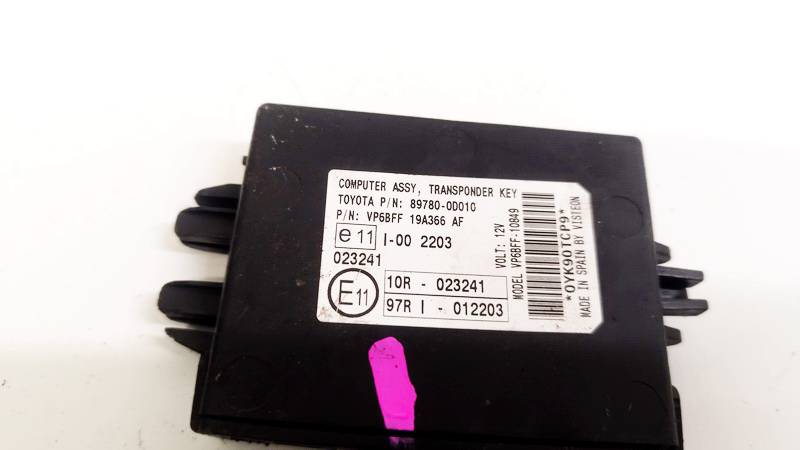 COMPUTER ASSY, TRANSPONDER KEY
TOYOTA P/N: 89780-0D010
P/N: VP6BFF 19A366 AF
e 11 I-00 2203
023241
E 11
10R - 023241
97R I - 012203
VOLT: 12V
MODEL VP6BFF-10B49
*0YK90TCP9*
MADE IN SPAIN BY VISTEON